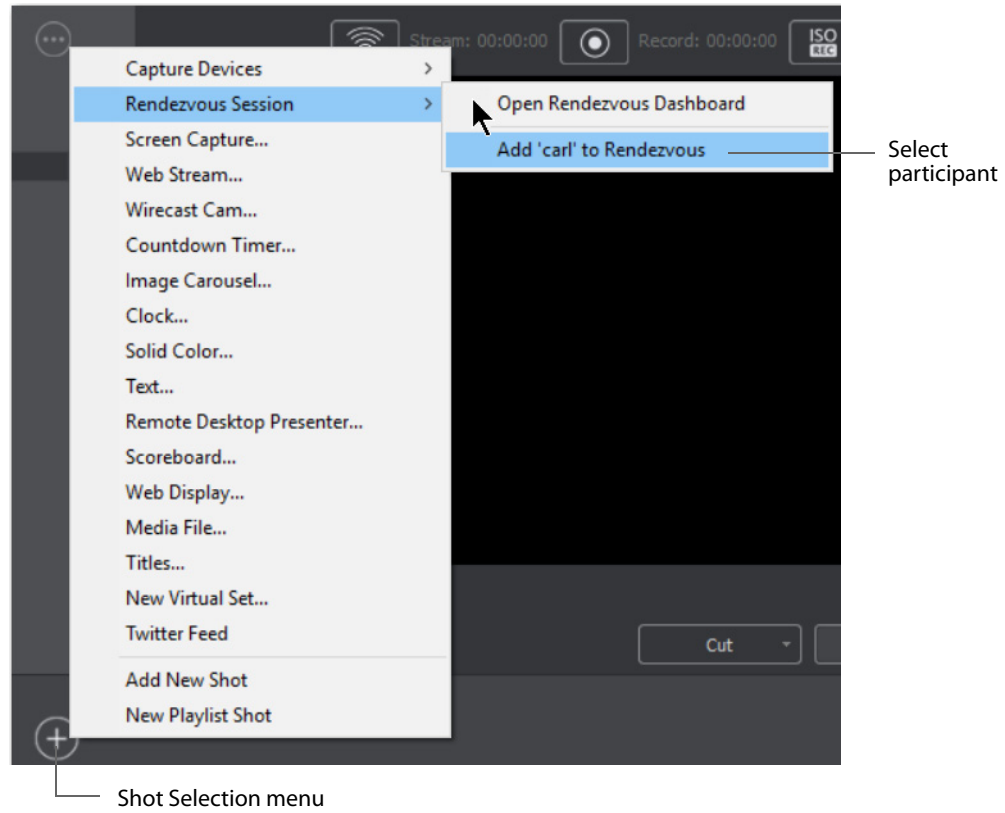 Stream: 00:00:00
Record: 00:00:00
ISO
REC
Capture Devices
Rendezvous Session
Screen Capture...
Web Stream...
Wirecast Cam...
Countdown Timer...
Image Carousel...
Clock...
Solid Color...
Text...
Remote Desktop Presenter...
Scoreboard...
Web Display...
Media File...
Titles...
New Virtual Set...
Twitter Feed
Add New Shot
New Playlist Shot
Open Rendezvous Dashboard
Add 'carl' to Rendezvous
Select
participant
Cut
Shot Selection menu